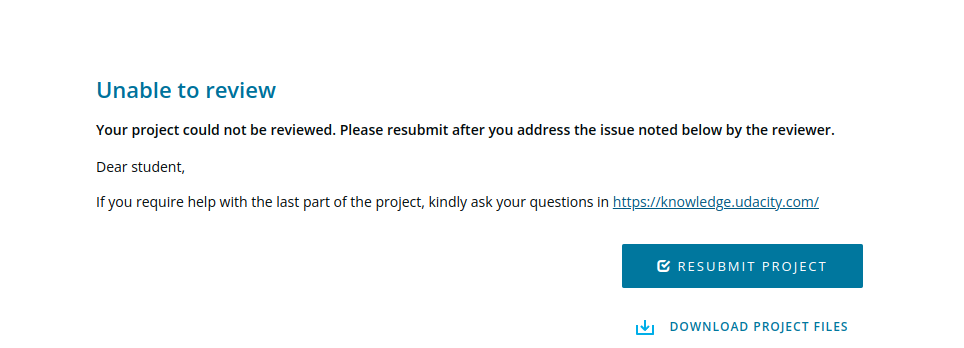 Unable to review
Your project could not be reviewed. Please resubmit after you address the issue noted below by the reviewer.
Dear student,
If you require help with the last part of the project, kindly ask your questions in https://knowledge.udacity.com/
RESUBMIT PROJECT
DOWNLOAD PROJECT FILES